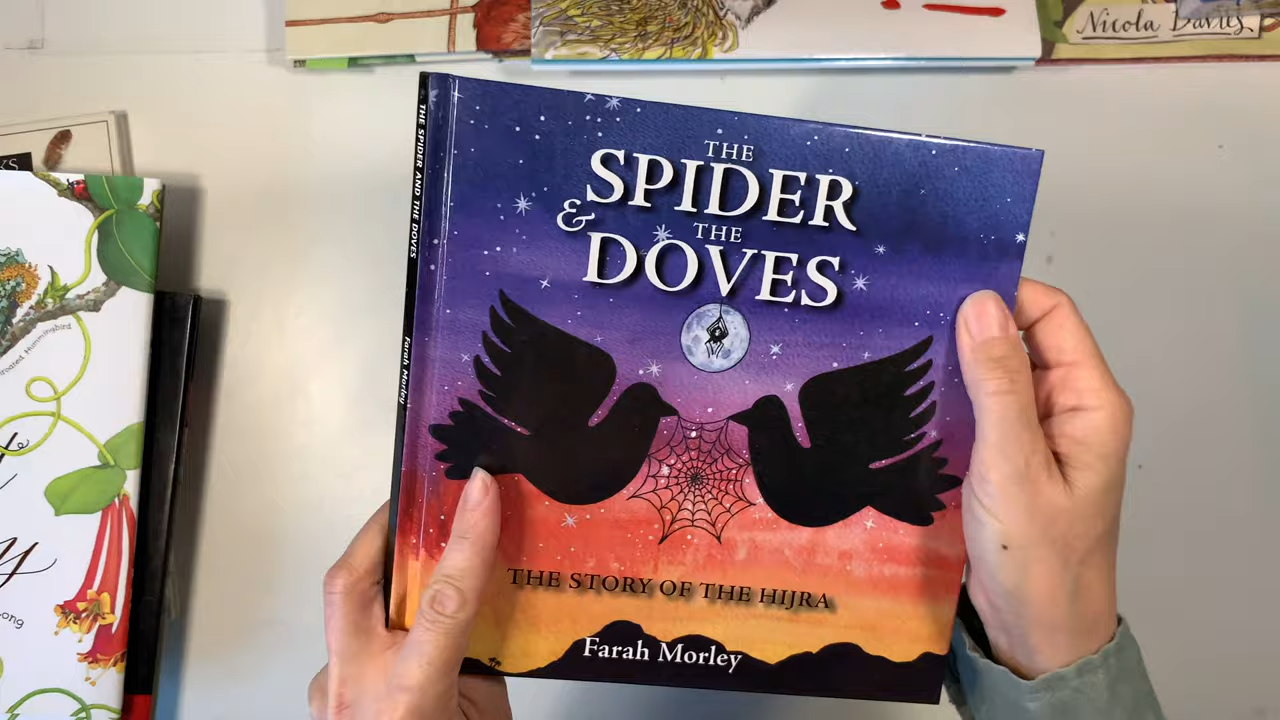 Nicola Davies
THE SPIDER AND THE DOVES
Farah Morley
THE
SPIDER
& THE
DOVES
THE STORY OF THE HIJRA
Farah Morley
Hummingbird